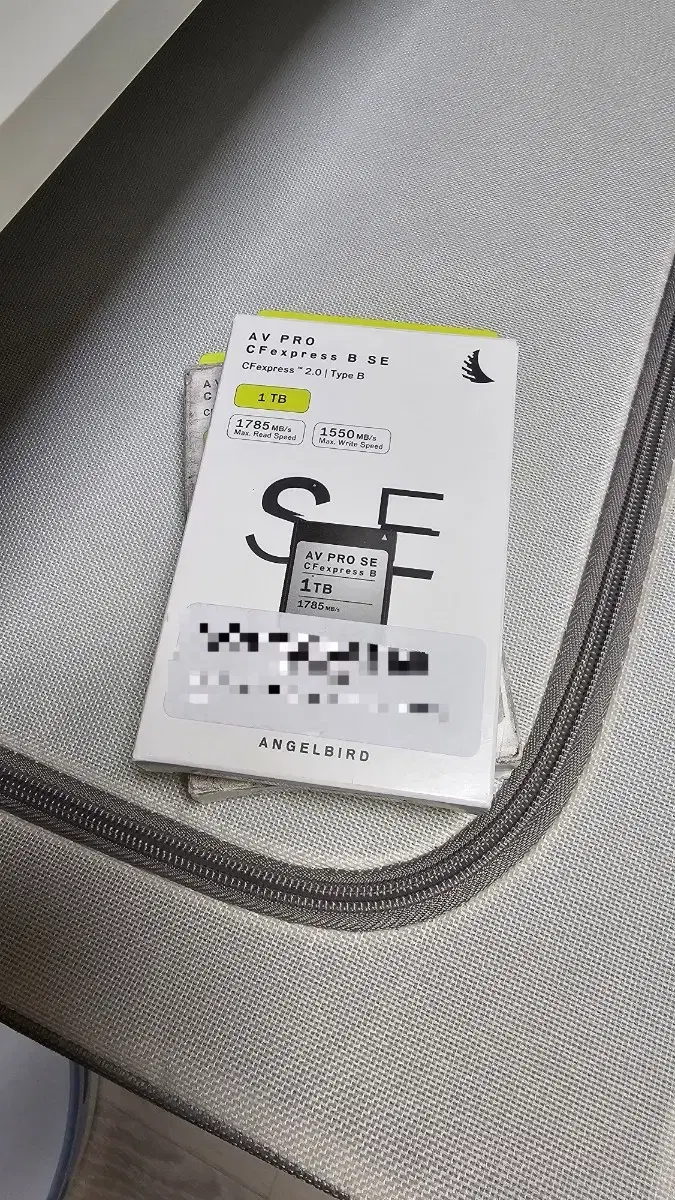 AV PRO
CFexpress B SE
CFexpress™ 2.0 | Type B
1 TB
1785 MB/s
Max. Read Speed
1550 MB/s
Max. Write Speed
SE
AV PRO SE
CFexpress B
1TB
1785 MB/s
ANGELBIRD
AV
C
C